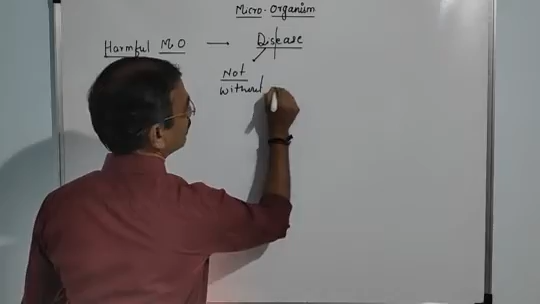 Micro-Organism
Harmful M O — Disease
Not
Without